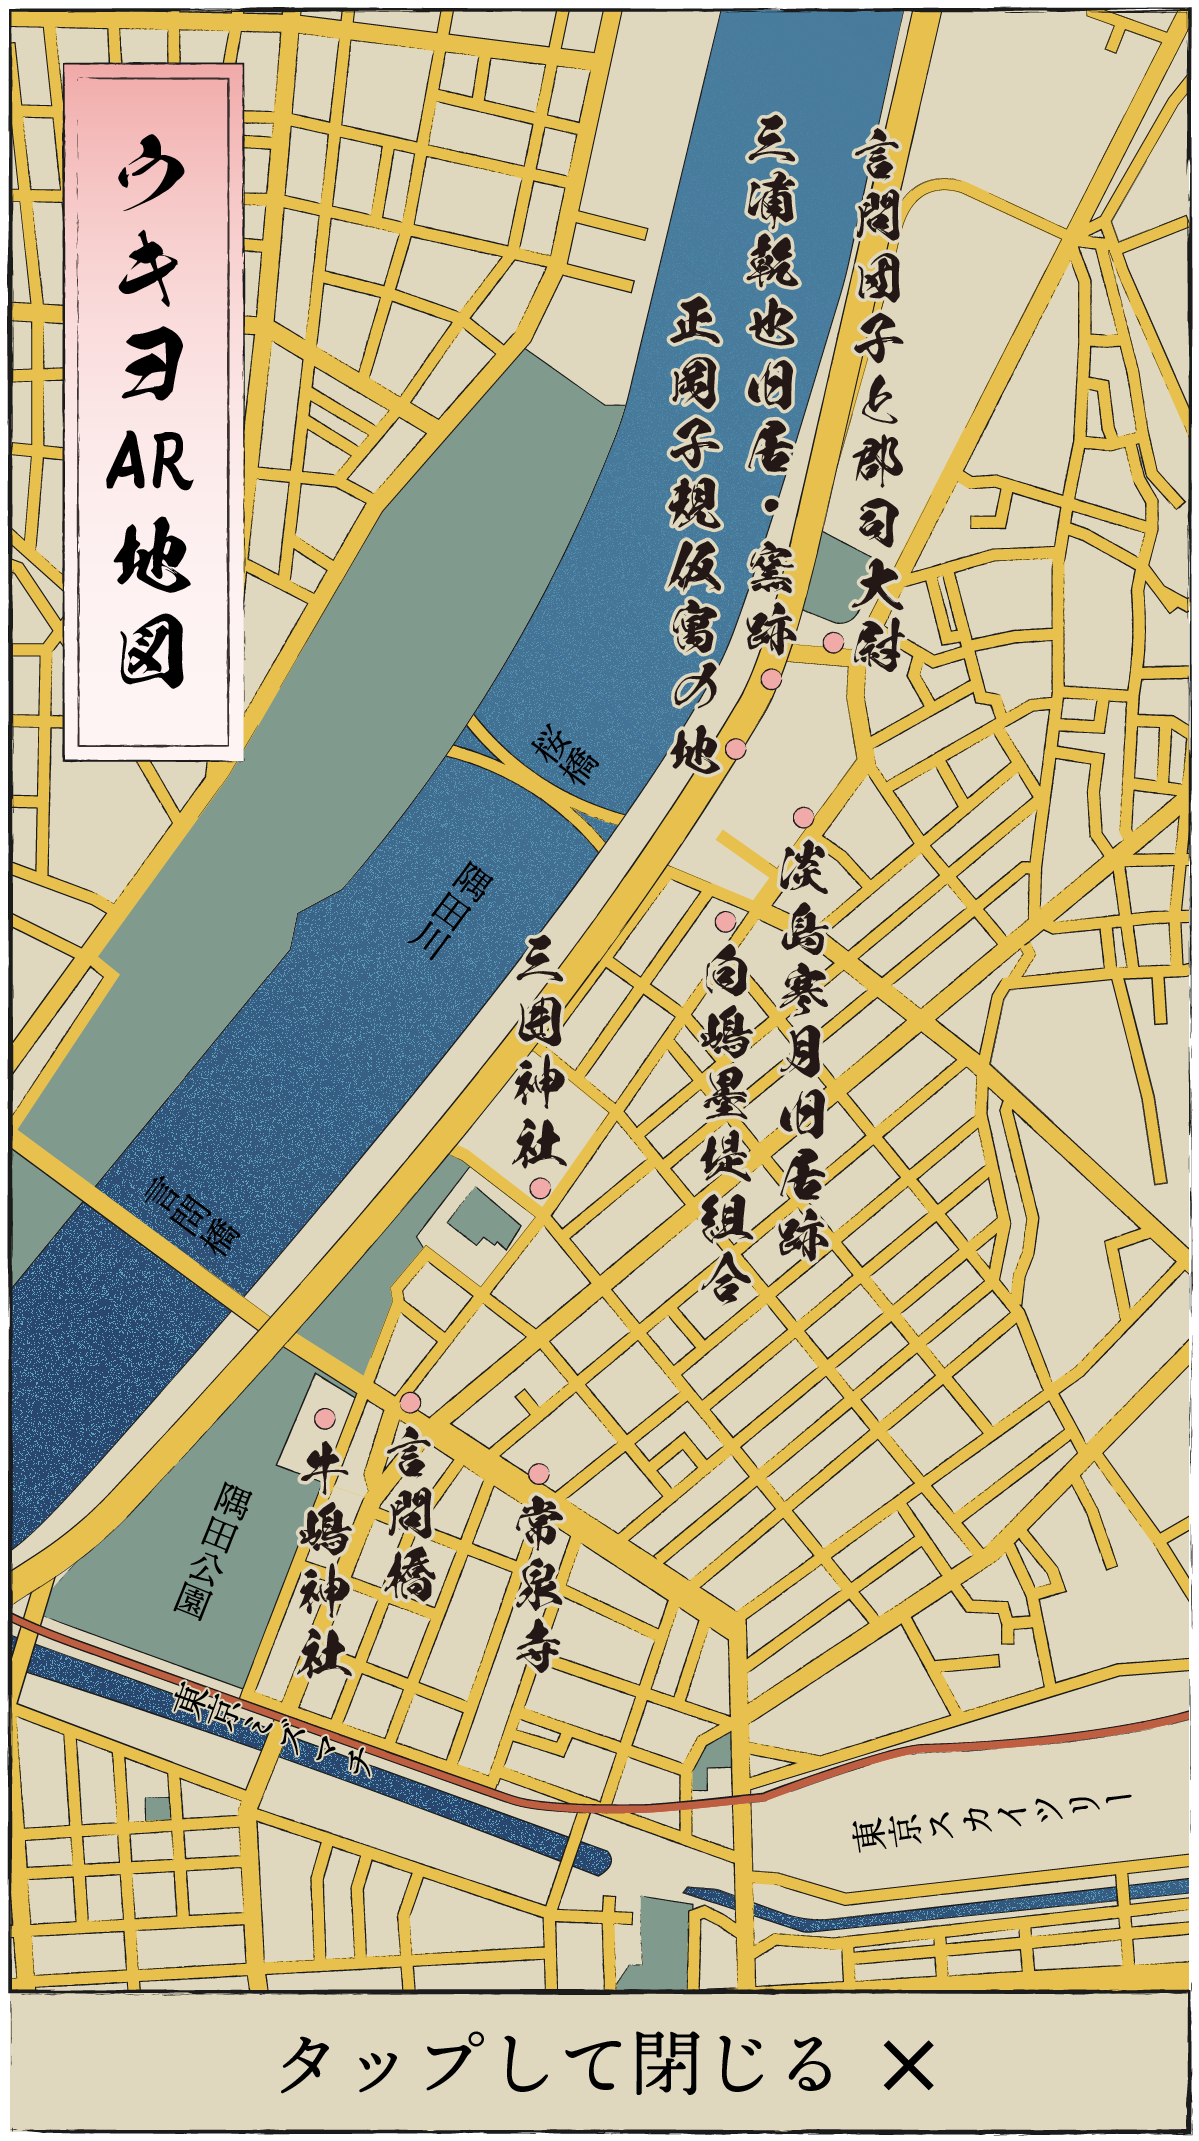 ウキヨAR地図
言問団子と郡司大尉
三浦乾也旧居・窯跡
正岡子規仮寓の地
桜橋
隅田川
淡島寒月旧居跡
向嶋墨堤組合
三囲神社
言問橋
牛嶋神社
言問橋
常泉寺
隅田公園
東京ミズマチ
東京スカイツリー
タップして閉じる ×